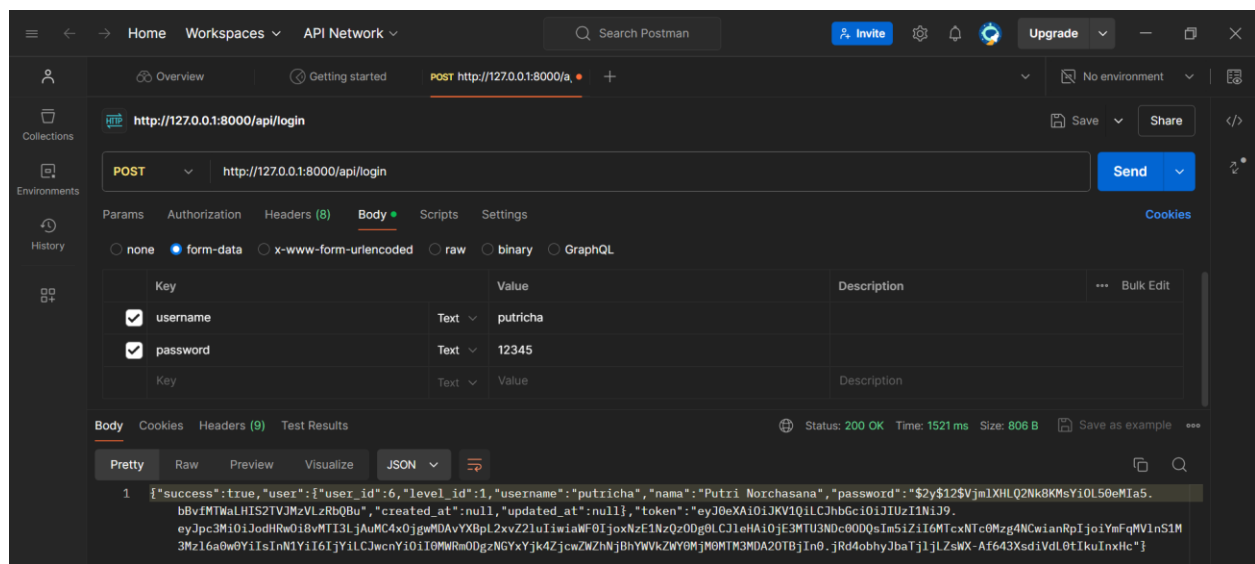 Home Workspaces API Network Search Postman Invite Upgrade
Overview Getting started POST http://127.0.0.1:8000/a No environment
Collections
Environments
History
HTTP http://127.0.0.1:8000/api/login Save Share
POST http://127.0.0.1:8000/api/login Send
Params Authorization Headers (8) Body Scripts Settings Cookies
none form-data x-www-form-urlencoded raw binary GraphQL
Key Value Description Bulk Edit
username Text putricha
password Text 12345
Key Text Value Description
Body Cookies Headers (9) Test Results Status: 200 OK Time: 1521 ms Size: 806 B Save as example
Pretty Raw Preview Visualize JSON
1 {"success":true,"user":{"user_id":6,"level_id":1,"username":"putricha","nama":"Putri Norchasana","password":"$2y$12$VjmlXHLQ2Nk8KMsYiOL50eMIa5.
bBvfMTWaLHIS2TVJMzVLzRbQBu","created_at":null,"updated_at":null},"token":"eyJ0eXAiOiJKV1QiLCJhbGciOiJIUzI1NiJ9.